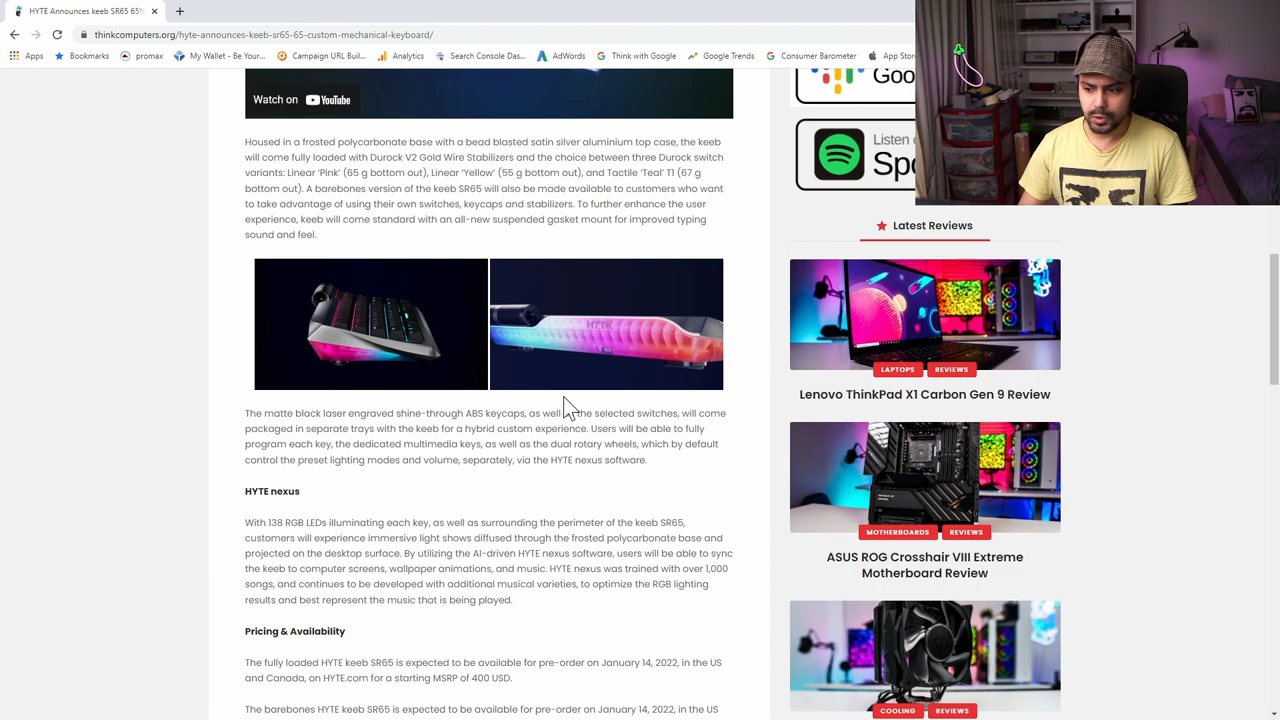 HYTE Announces keeb SR65 65%
thinkcomputers.org/hyte-announces-keeb-sr65-65-custom-mechanical-keyboard/
Apps
Bookmarks
promax
My Wallet - Be Your...
Campaign URL Buil...
Analytics
Search Console Das...
AdWords
Think with Google
Google Trends
Consumer Barometer
App Stor
Watch on YouTube
Housed in a frosted polycarbonate base with a bead blasted satin silver aluminium top case, the keeb
will come fully loaded with Durock V2 Gold Wire Stabilizers and the choice between three Durock switch
variants: Linear ‘Pink’ (65 g bottom out), Linear ‘Yellow’ (55 g bottom out), and Tactile ‘Teal’ T1 (67 g
bottom out). A barebones version of the keeb SR65 will also be made available to customers who want
to take advantage of using their own switches, keycaps and stabilizers. To further enhance the user
experience, keeb will come standard with an all-new suspended gasket mount for improved typing
sound and feel.
HYTE
The matte black laser engraved shine-through ABS keycaps, as well he selected switches, will come
packaged in separate trays with the keeb for a hybrid custom experience. Users will be able to fully
program each key, the dedicated multimedia keys, as well as the dual rotary wheels, which by default
control the preset lighting modes and volume, separately, via the HYTE nexus software.
HYTE nexus
With 138 RGB LEDs illuminating each key, as well as surrounding the perimeter of the keeb SR65,
customers will experience immersive light shows diffused through the frosted polycarbonate base and
projected on the desktop surface. By utilizing the AI-driven HYTE nexus software, users will be able to sync
the keeb to computer screens, wallpaper animations, and music. HYTE nexus was trained with over 1,000
songs, and continues to be developed with additional musical varieties, to optimize the RGB lighting
results and best represent the music that is being played.
Pricing & Availability
The fully loaded HYTE keeb SR65 is expected to be available for pre-order on January 14, 2022, in the US
and Canada, on HYTE.com for a starting MSRP of 400 USD.
The barebones HYTE keeb SR65 is expected to be available for pre-order on January 14, 2022, in the US
Goo
Listen o
Spo
Latest Reviews
LAPTOPS REVIEWS
Lenovo ThinkPad X1 Carbon Gen 9 Review
MOTHERBOARDS REVIEWS
ASUS ROG Crosshair VIII Extreme
Motherboard Review
COOLING REVIEWS